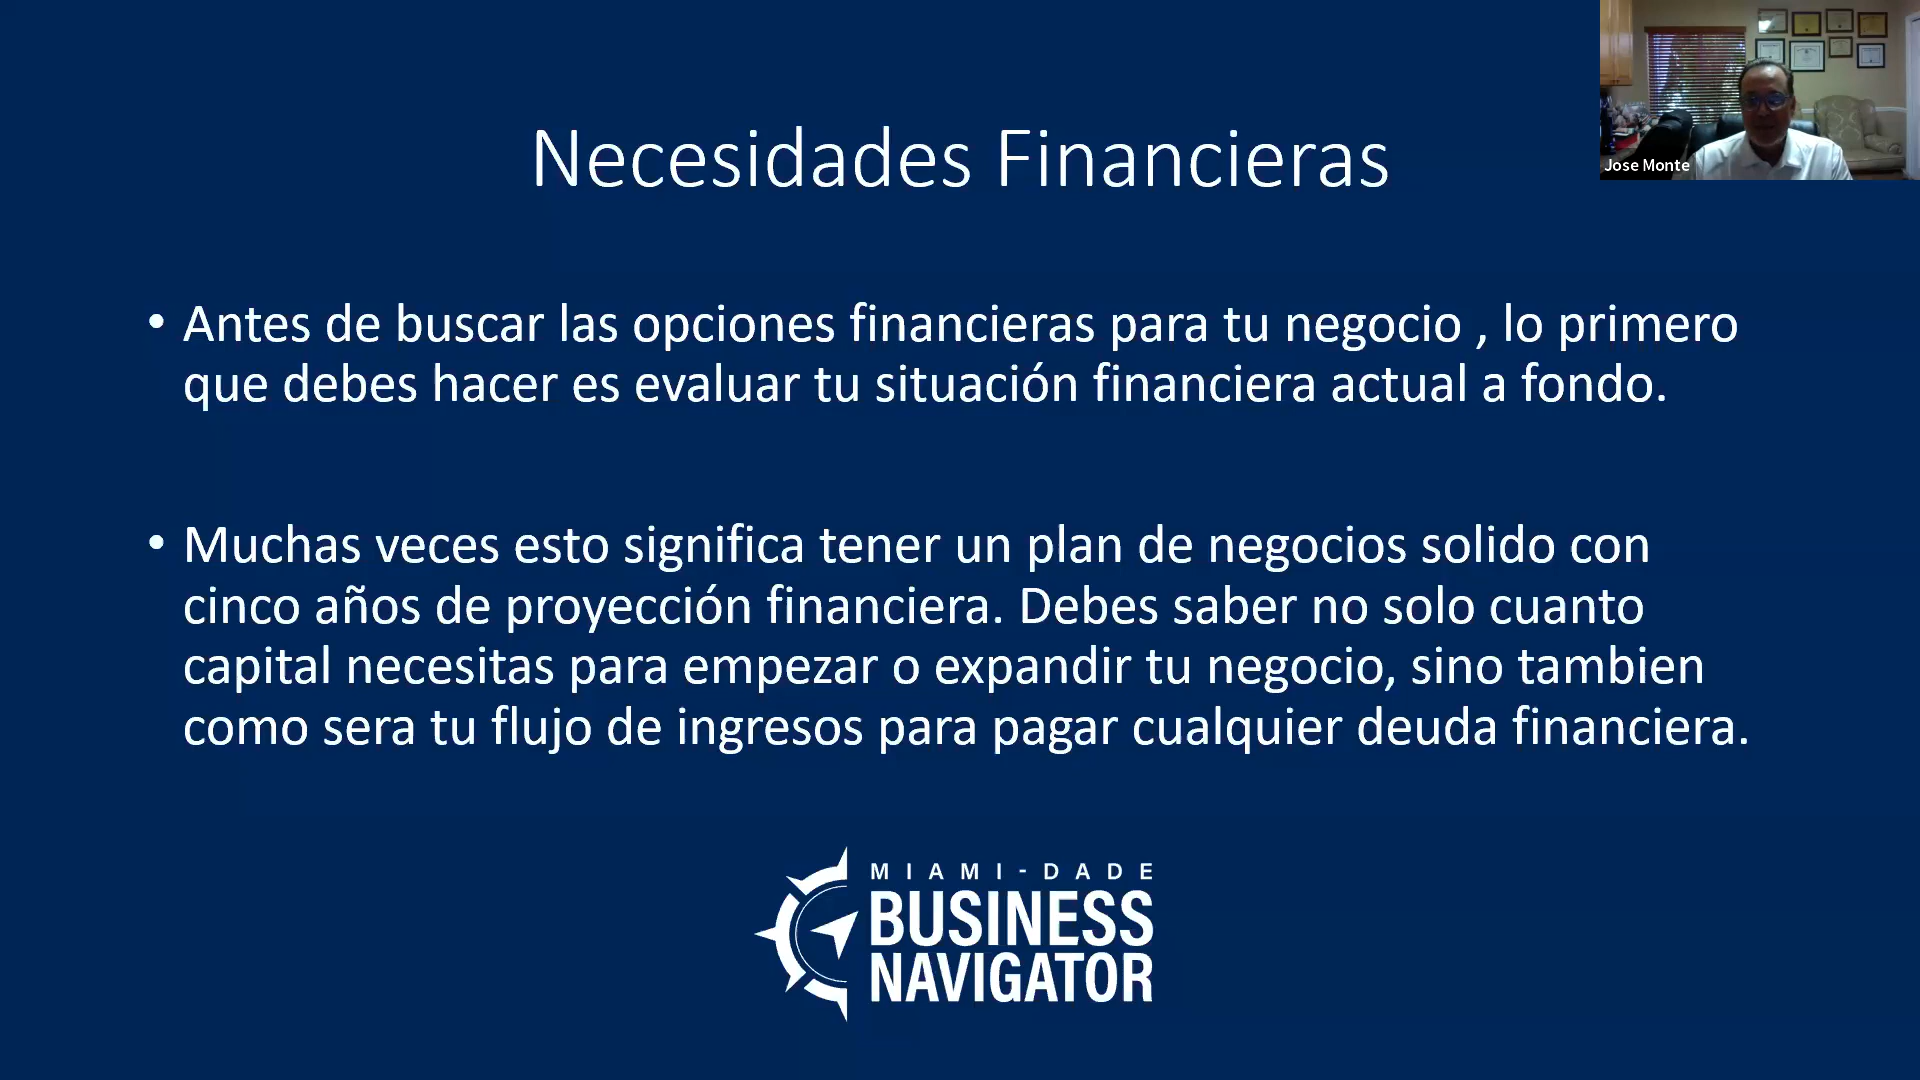 Necesidades Financieras
Jose Monte
• Antes de buscar las opciones financieras para tu negocio , lo primero
que debes hacer es evaluar tu situación financiera actual a fondo.
• Muchas veces esto significa tener un plan de negocios solido con
cinco años de proyección financiera. Debes saber no solo cuanto
capital necesitas para empezar o expandir tu negocio, sino tambien
como sera tu flujo de ingresos para pagar cualquier deuda financiera.
MIAMI-DADE
BUSINESS
NAVIGATOR